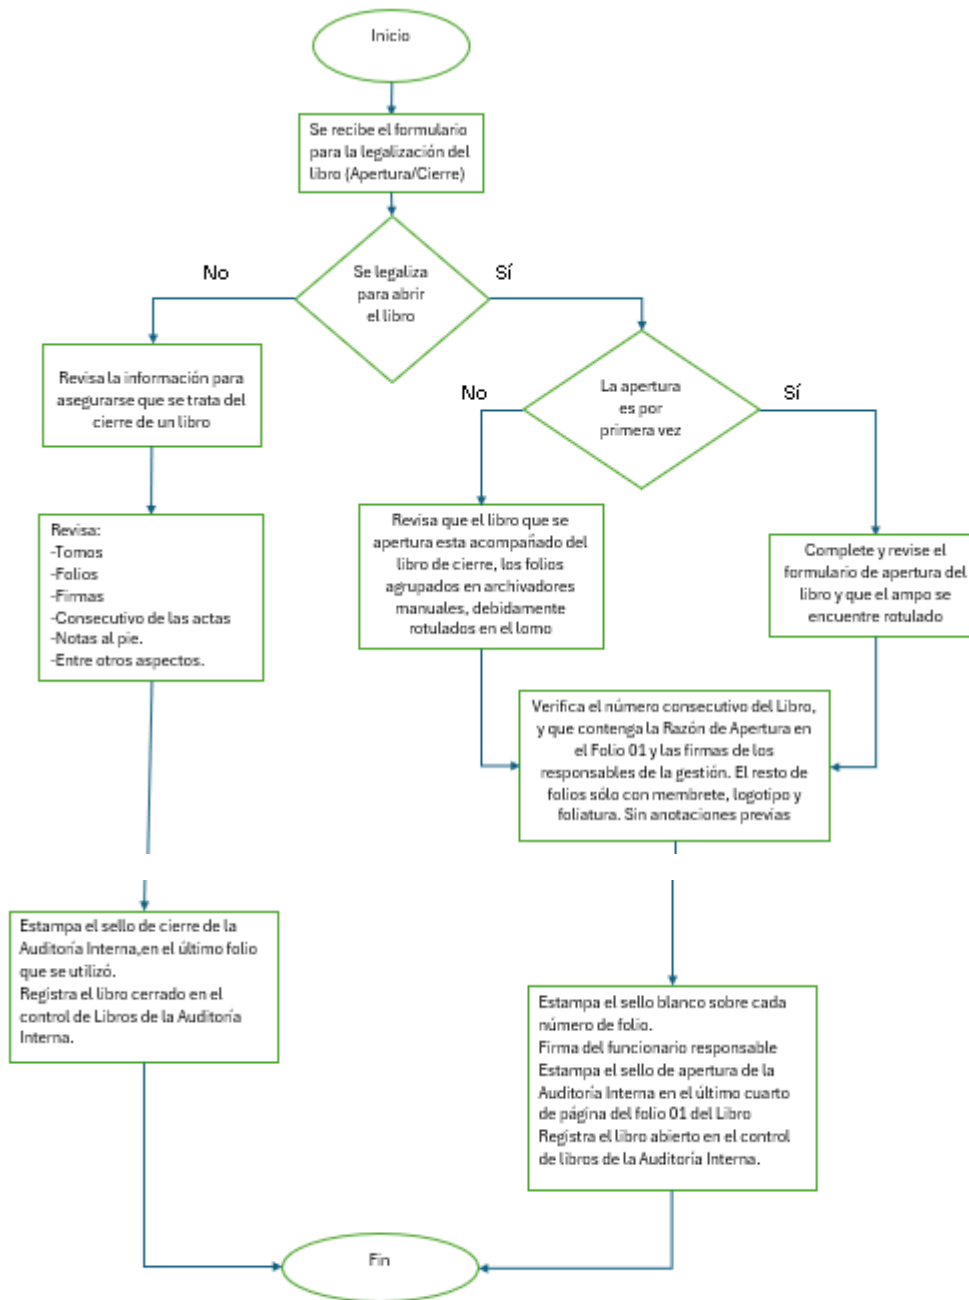 Inicio
Se recibe el formulario
para la legalización del
libro (Apertura/Cierre)
No
Sí
Se legaliza
para abrir
el libro
Revisa la información para
asegurarse que se trata del
cierre de un libro
No
Sí
La apertura
es por
primera vez
Revisa:
-Tomos
-Folios
-Firmas
-Consecutivo de las actas
-Notas al pie.
-Entre otros aspectos.
Revisa que el libro que se
apertura esta acompañado del
libro de cierre, los folios
agrupados en archivadores
manuales, debidamente
rotulados en el lomo
Complete y revise el
formulario de apertura del
libro y que el ampo se
encuentre rotulado
Verifica el número consecutivo del Libro,
y que contenga la Razón de Apertura en
el Folio 01 y las firmas de los
responsables de la gestión. El resto de
folios sólo con membrete, logotipo y
foliatura. Sin anotaciones previas
Estampa el sello de cierre de la
Auditoría Interna,en el último folio
que se utilizó.
Registra el libro cerrado en el
control de Libros de la Auditoría
Interna.
Estampa el sello blanco sobre cada
número de folio.
Firma del funcionario responsable
Estampa el sello de apertura de la
Auditoría Interna en el último cuarto
de página del folio 01 del Libro
Registra el libro abierto en el control
de libros de la Auditoría Interna.
Fin